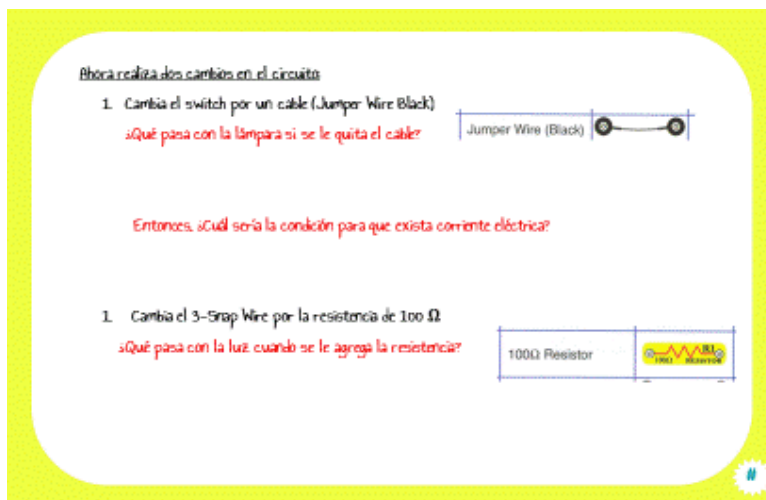 Ahora realiza dos cambios en el circuito:
1. Cambia el switch por un cable (Jumper Wire Black)
¿Qué pasa con la lámpara si se le quita el cable?
Jumper Wire (Black)
Entonces, ¿Cuál sería la condición para que exista corriente eléctrica?
1. Cambia el 3-Snap Wire por la resistencia de 100 Ω
¿Qué pasa con la luz cuando se le agrega la resistencia?
100Ω Resistor
R1
100Ω RESISTOR